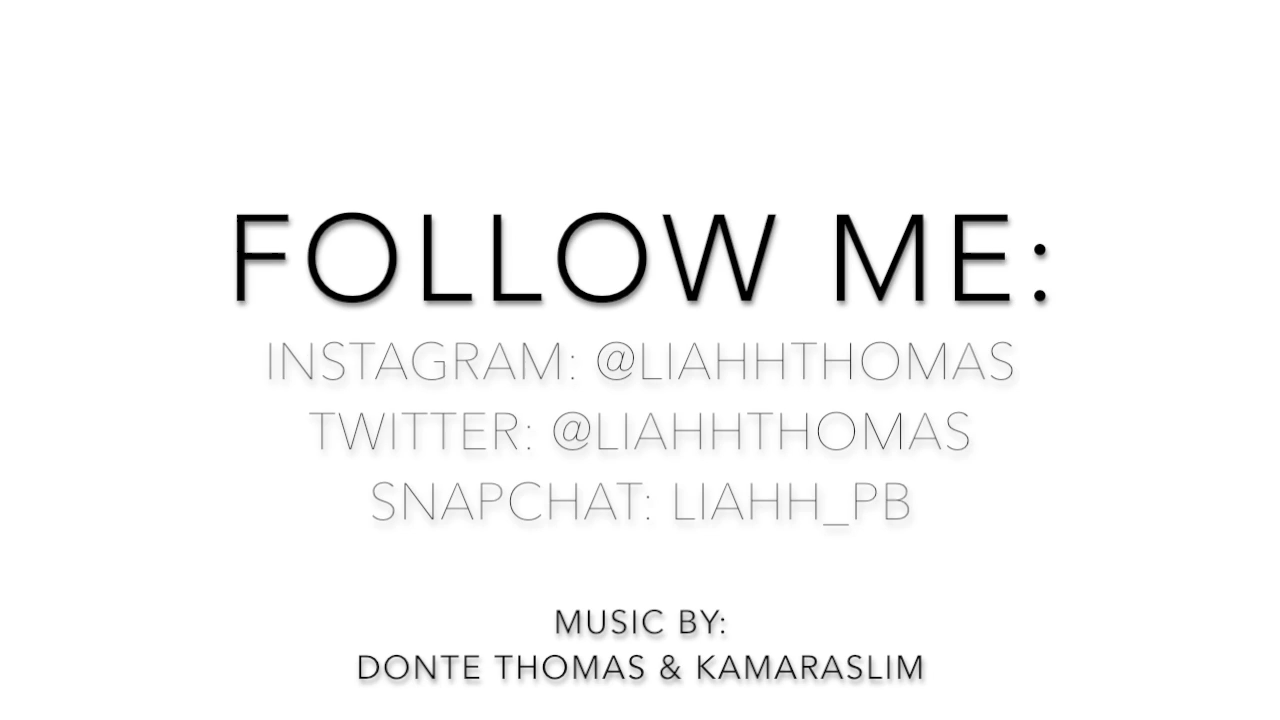 FOLLOW ME:
INSTAGRAM: @LIAHHTHOMAS
TWITTER: @LIAHHTHOMAS
SNAPCHAT: LIAHH_PB
MUSIC BY:
DONTE THOMAS & KAMARASLIM